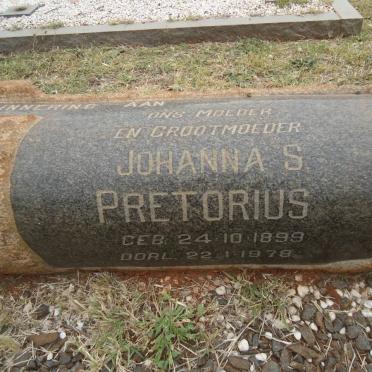 AAN
ONS MOEDER
EN GROOTMOEDER
JOHANNA S.
PRETORIUS
GEB. 24.10.1899
OORL. 22.1.1978